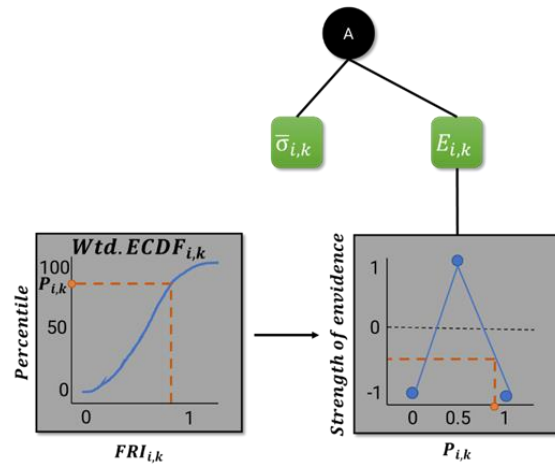 A
σ̅i,k
Ei,k
Wtd.ECDFi,k
100
Pi,k
50
0
Percentile
0
1
FRIi,k
Strength of envidence
1
0
-1
0
0.5
1
Pi,k